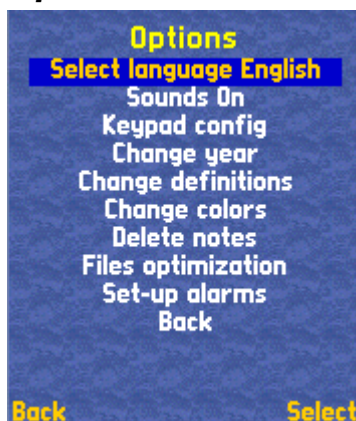 Options
Select language English
Sounds On
Keypad config
Change year
Change definitions
Change colors
Delete notes
Files optimization
Set-up alarms
Back
Back Select